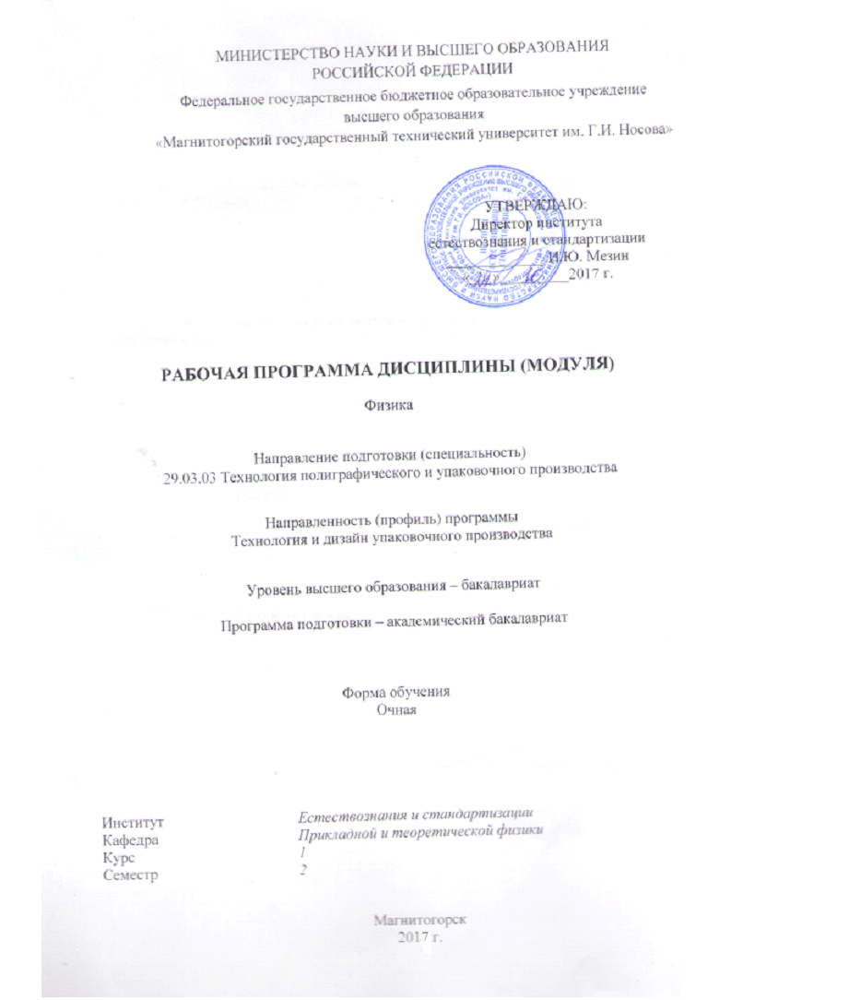 МИНИСТЕРСТВО НАУКИ И ВЫСШЕГО ОБРАЗОВАНИЯ
РОССИЙСКОЙ ФЕДЕРАЦИИ
Федеральное государственное бюджетное образовательное учреждение
высшего образования
«Магнитогорский государственный технический университет им. Г.И. Носова»
УТВЕРЖДАЮ:
Директор института
естествознания и стандартизации
И.Ю. Мезин
2017 г.
РАБОЧАЯ ПРОГРАММА ДИСЦИПЛИНЫ (МОДУЛЯ)
Физика
Направление подготовки (специальность)
29.03.03 Технология полиграфического и упаковочного производства
Направленность (профиль) программы
Технология и дизайн упаковочного производства
Уровень высшего образования – бакалавриат
Программа подготовки – академический бакалавриат
Форма обучения
Очная
Институт Естествознания и стандартизации
Кафедра Прикладной и теоретической физики
Курс 1
Семестр 2
Магнитогорск
2017 г.